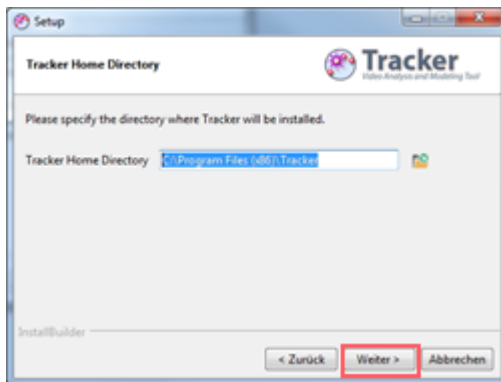 Setup
Tracker Home Directory
Tracker
Video Analysis and Modeling Tool
Please specify the directory where Tracker will be installed.
Tracker Home Directory C:\Program Files (x86)\Tracker
InstallBuilder
< Zurück Weiter > Abbrechen